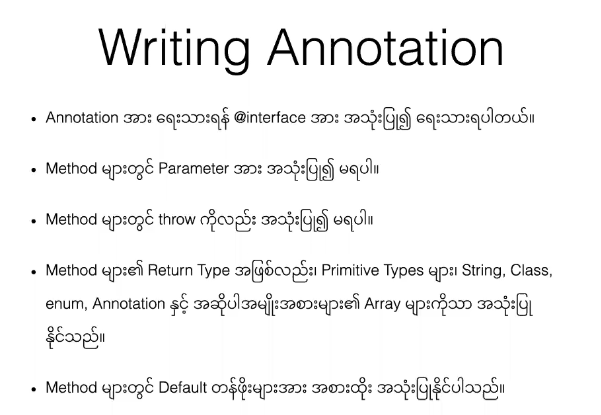 Writing Annotation
• Annotation အား ရေးသားရန် @interface အား အသုံးပြု၍ ရေးသားရပါတယ်။
• Method များတွင် Parameter အား အသုံးပြု၍ မရပါ။
• Method များတွင် throw ကိုလည်း အသုံးပြု၍ မရပါ။
• Method များ၏ Return Type အဖြစ်လည်း၊ Primitive Types များ၊ String, Class,
enum, Annotation နှင့် အဆိုပါအမျိုးအစားများ၏ Array များကိုသာ အသုံးပြု
နိုင်သည်။
• Method များတွင် Default တန်ဖိုးများအား အစားထိုး အသုံးပြုနိုင်ပါသည်။